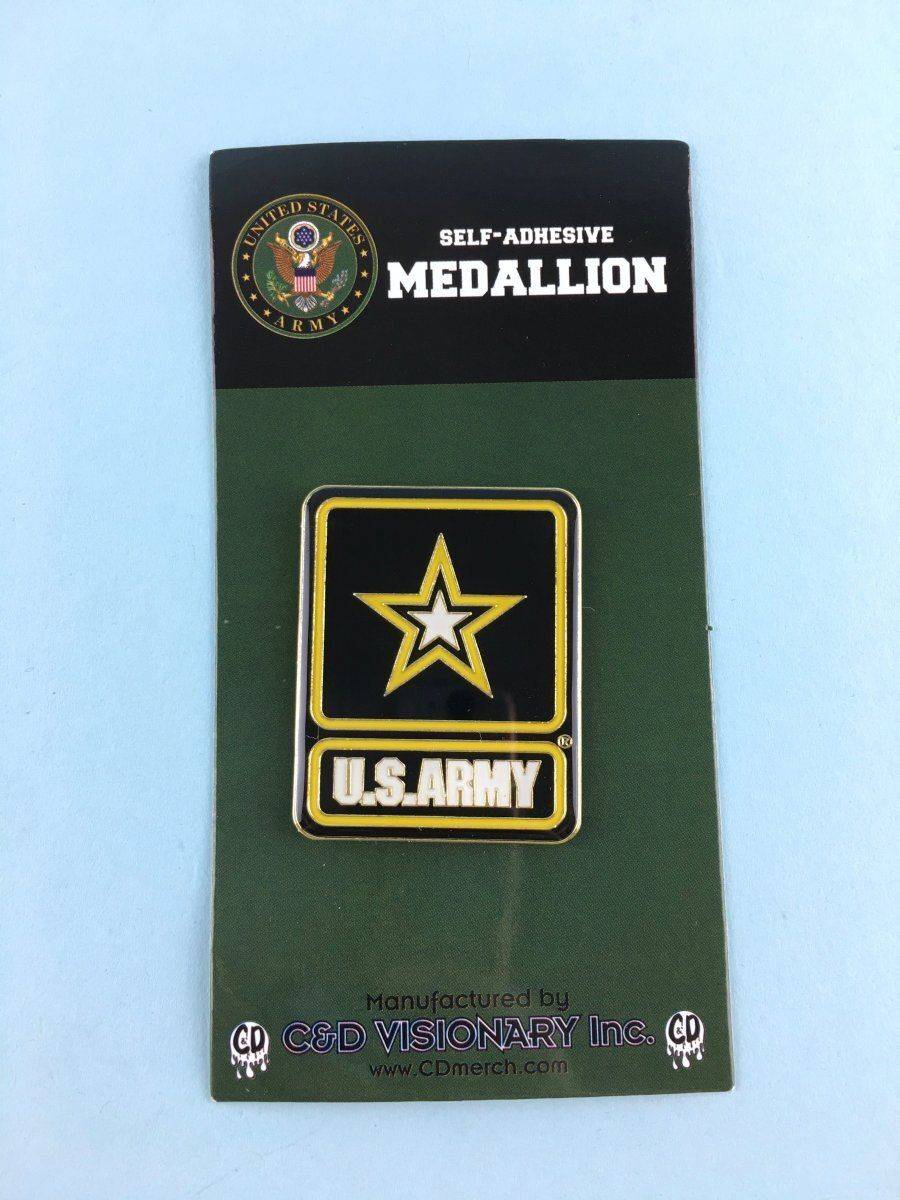 UNITED STATES
ARMY
SELF-ADHESIVE
MEDALLION
U.S.ARMY
®
Manufactured by
C&D
C&D VISIONARY Inc.
C&D
www.CDmerch.com